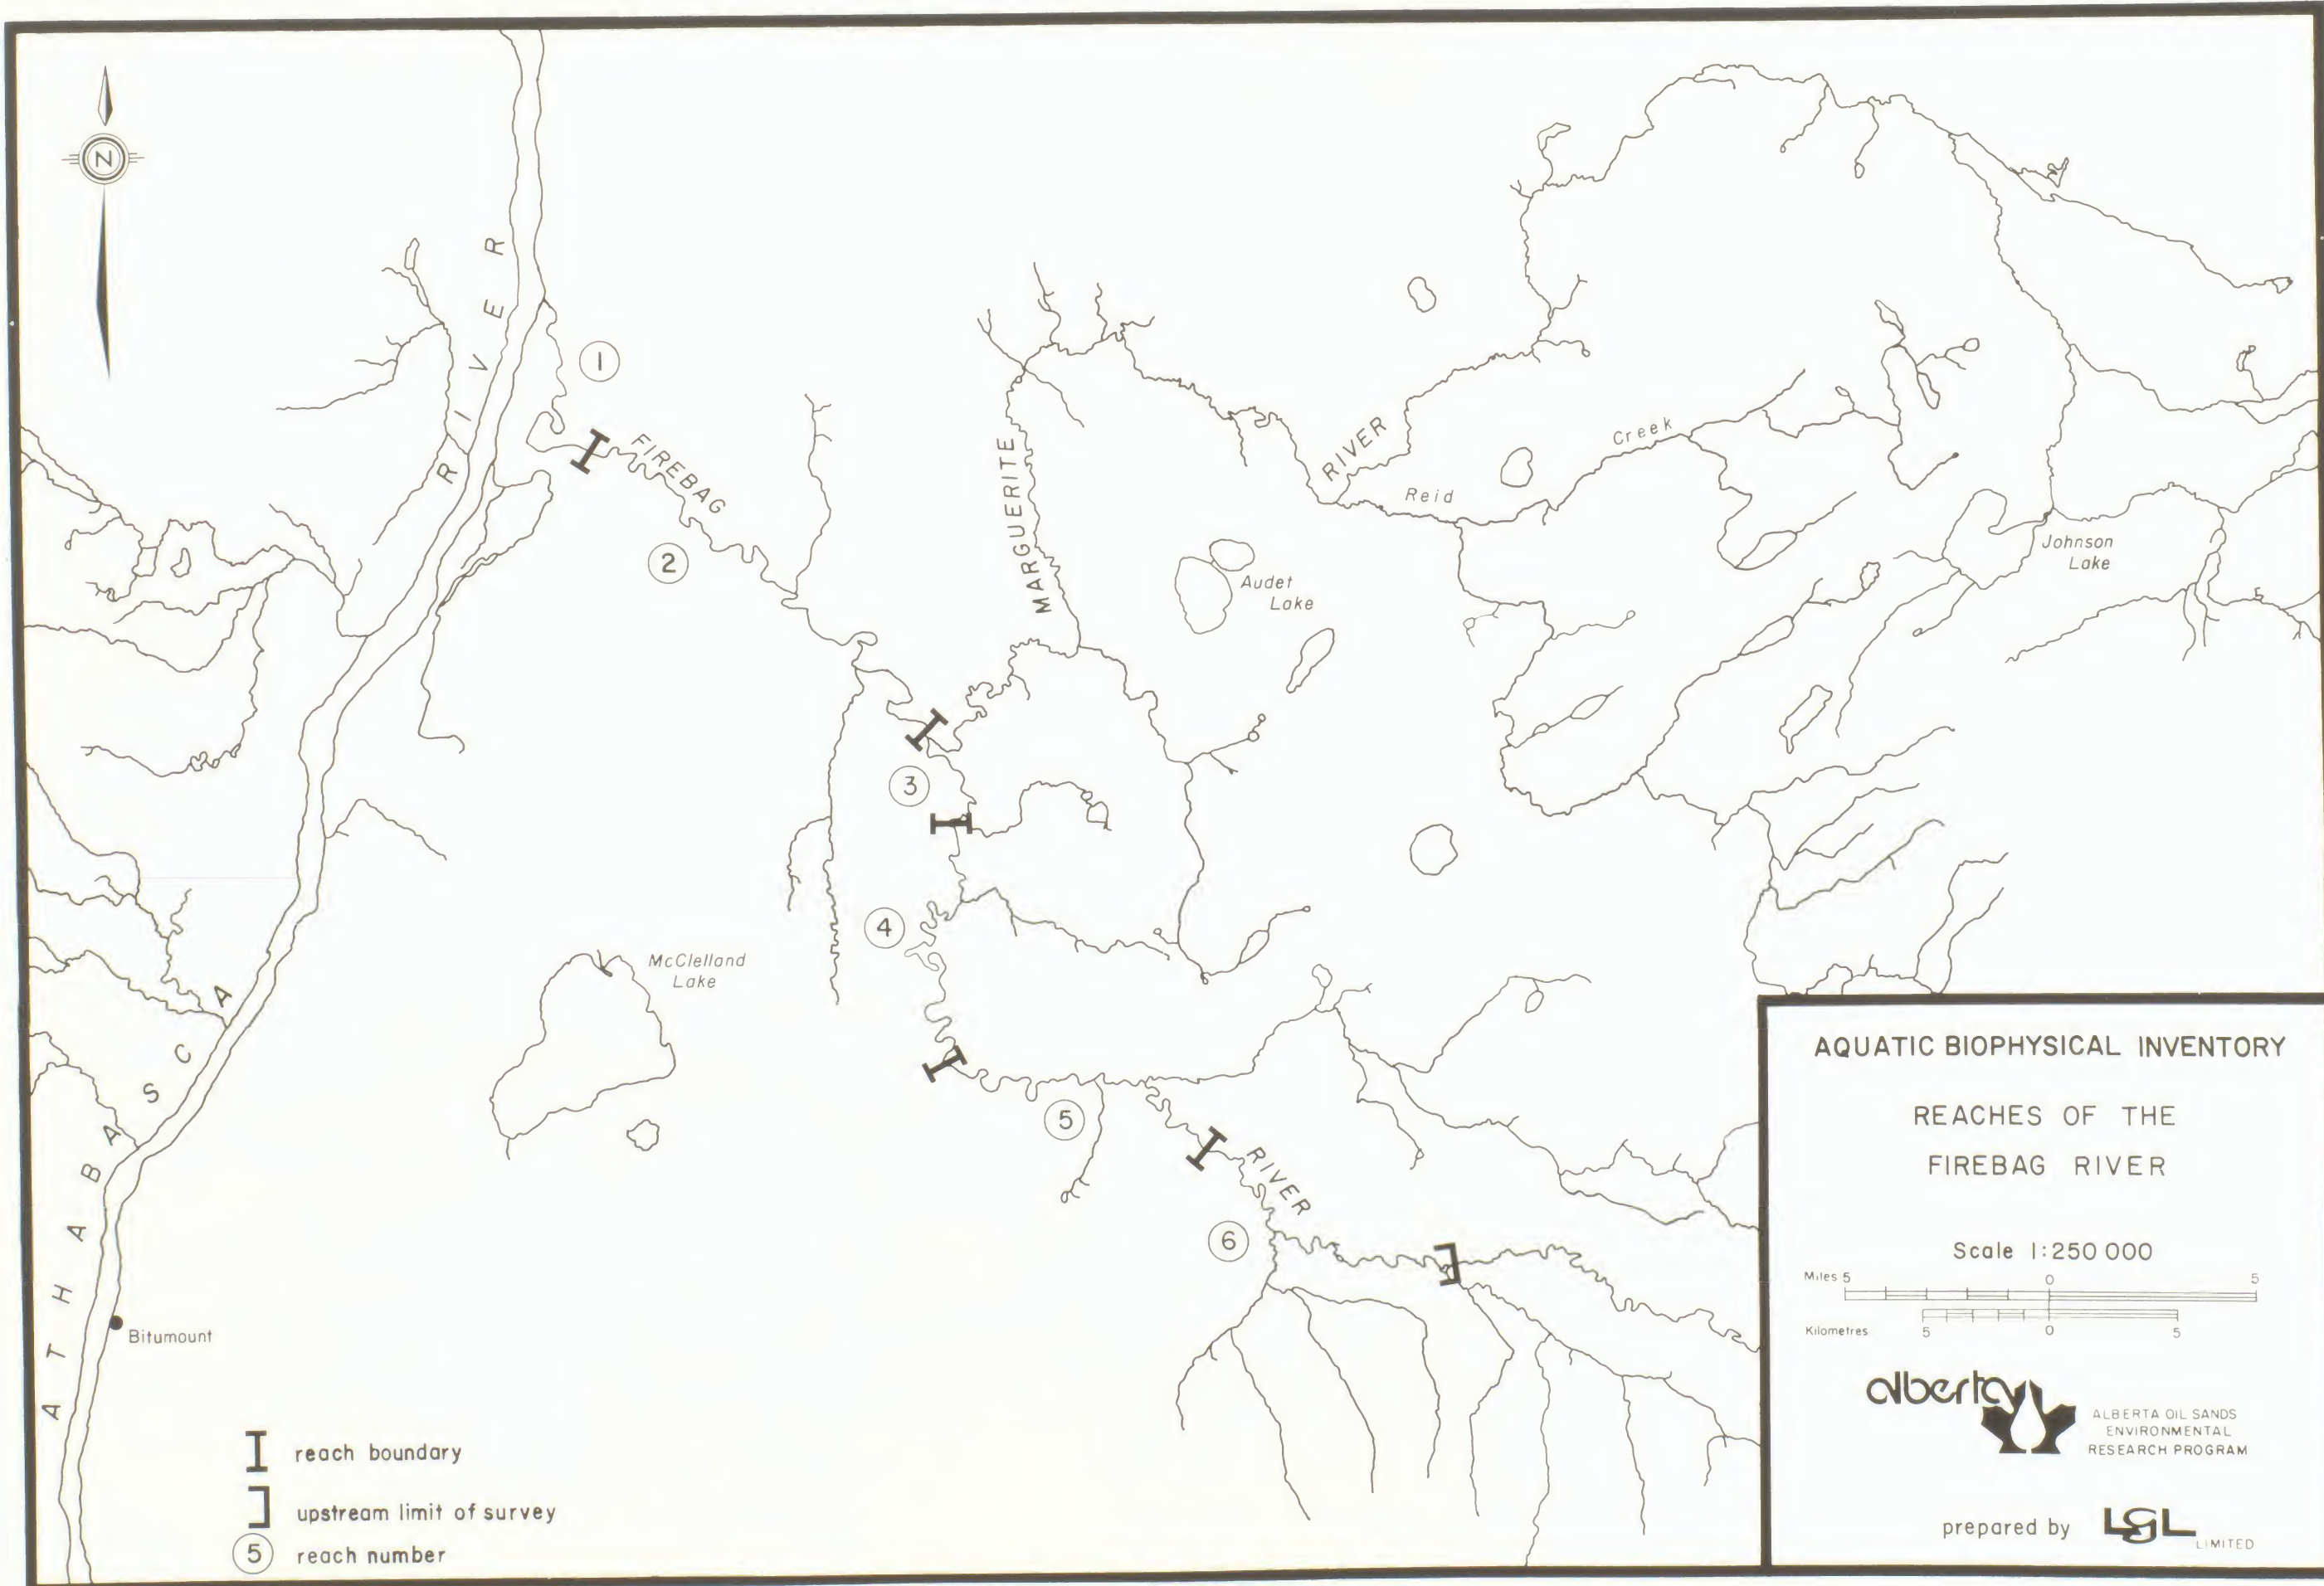 N
RIVER
1
FIREBAG
2
MARGUERITE
RIVER
Reid
Creek
Audet
Lake
Johnson
Lake
3
4
McClelland
Lake
5
RIVER
6
ATHABASCA
Bitumount
reach boundary
upstream limit of survey
5 reach number
AQUATIC BIOPHYSICAL INVENTORY
REACHES OF THE
FIREBAG RIVER
Scale 1:250 000
Miles 5 0 5
Kilometres 5 0 5
alberta
ALBERTA OIL SANDS
ENVIRONMENTAL
RESEARCH PROGRAM
prepared by LGL
LIMITED